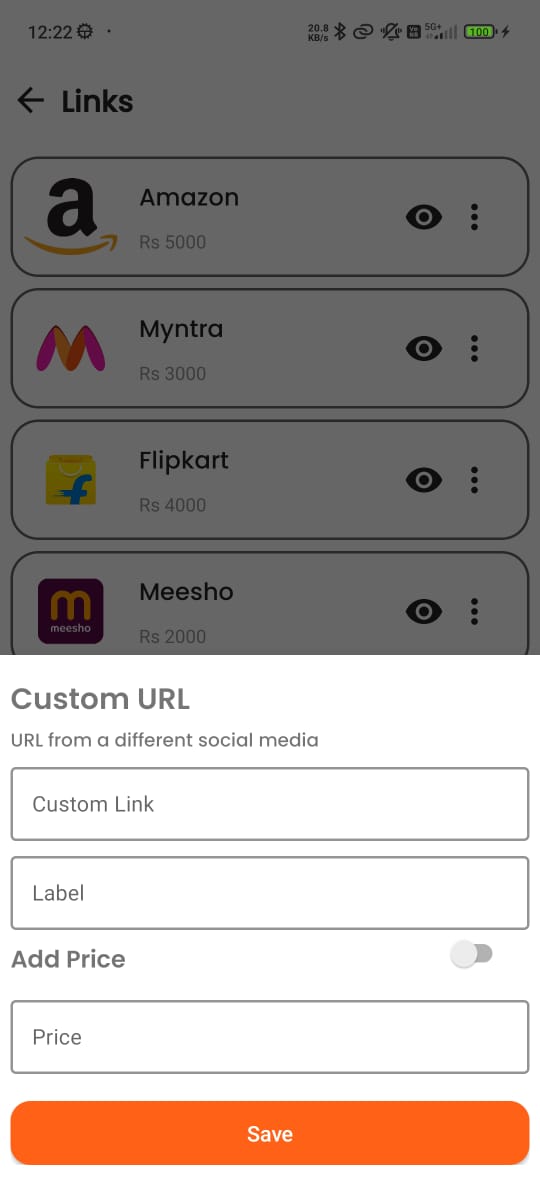 12:22
20.8
KB/s
Vo
5G+
100
Links
Amazon
Rs 5000
Myntra
Rs 3000
Flipkart
Rs 4000
Meesho
meesho
Rs 2000
Custom URL
URL from a different social media
Custom Link
Label
Add Price
Price
Save